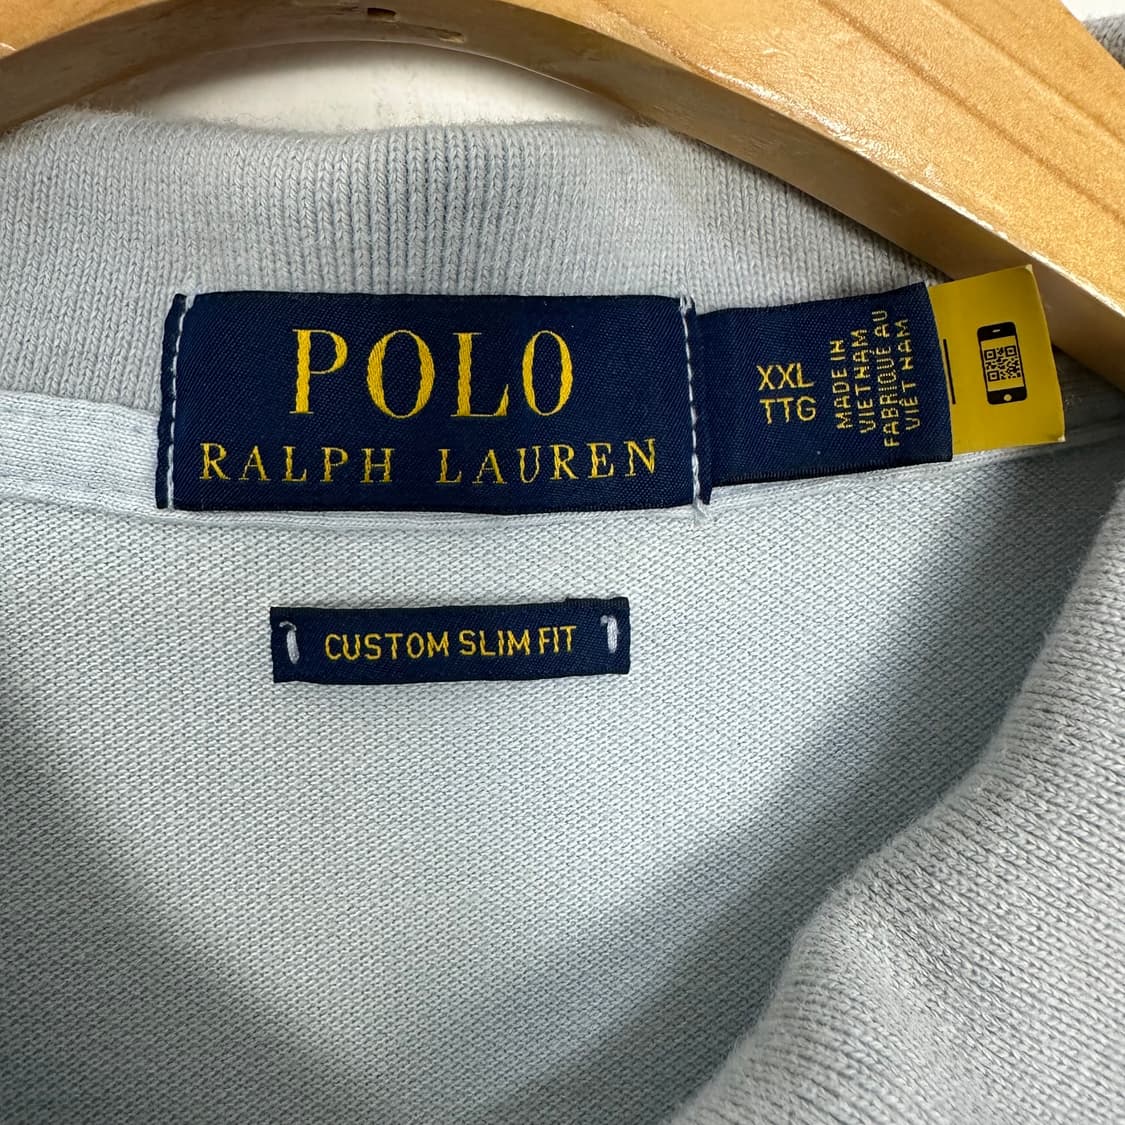 POLO
RALPH LAUREN
XXL
TTG
MADE IN
VIETNAM
FABRIQUÉ AU
VIÊT NAM
CUSTOM SLIM FIT